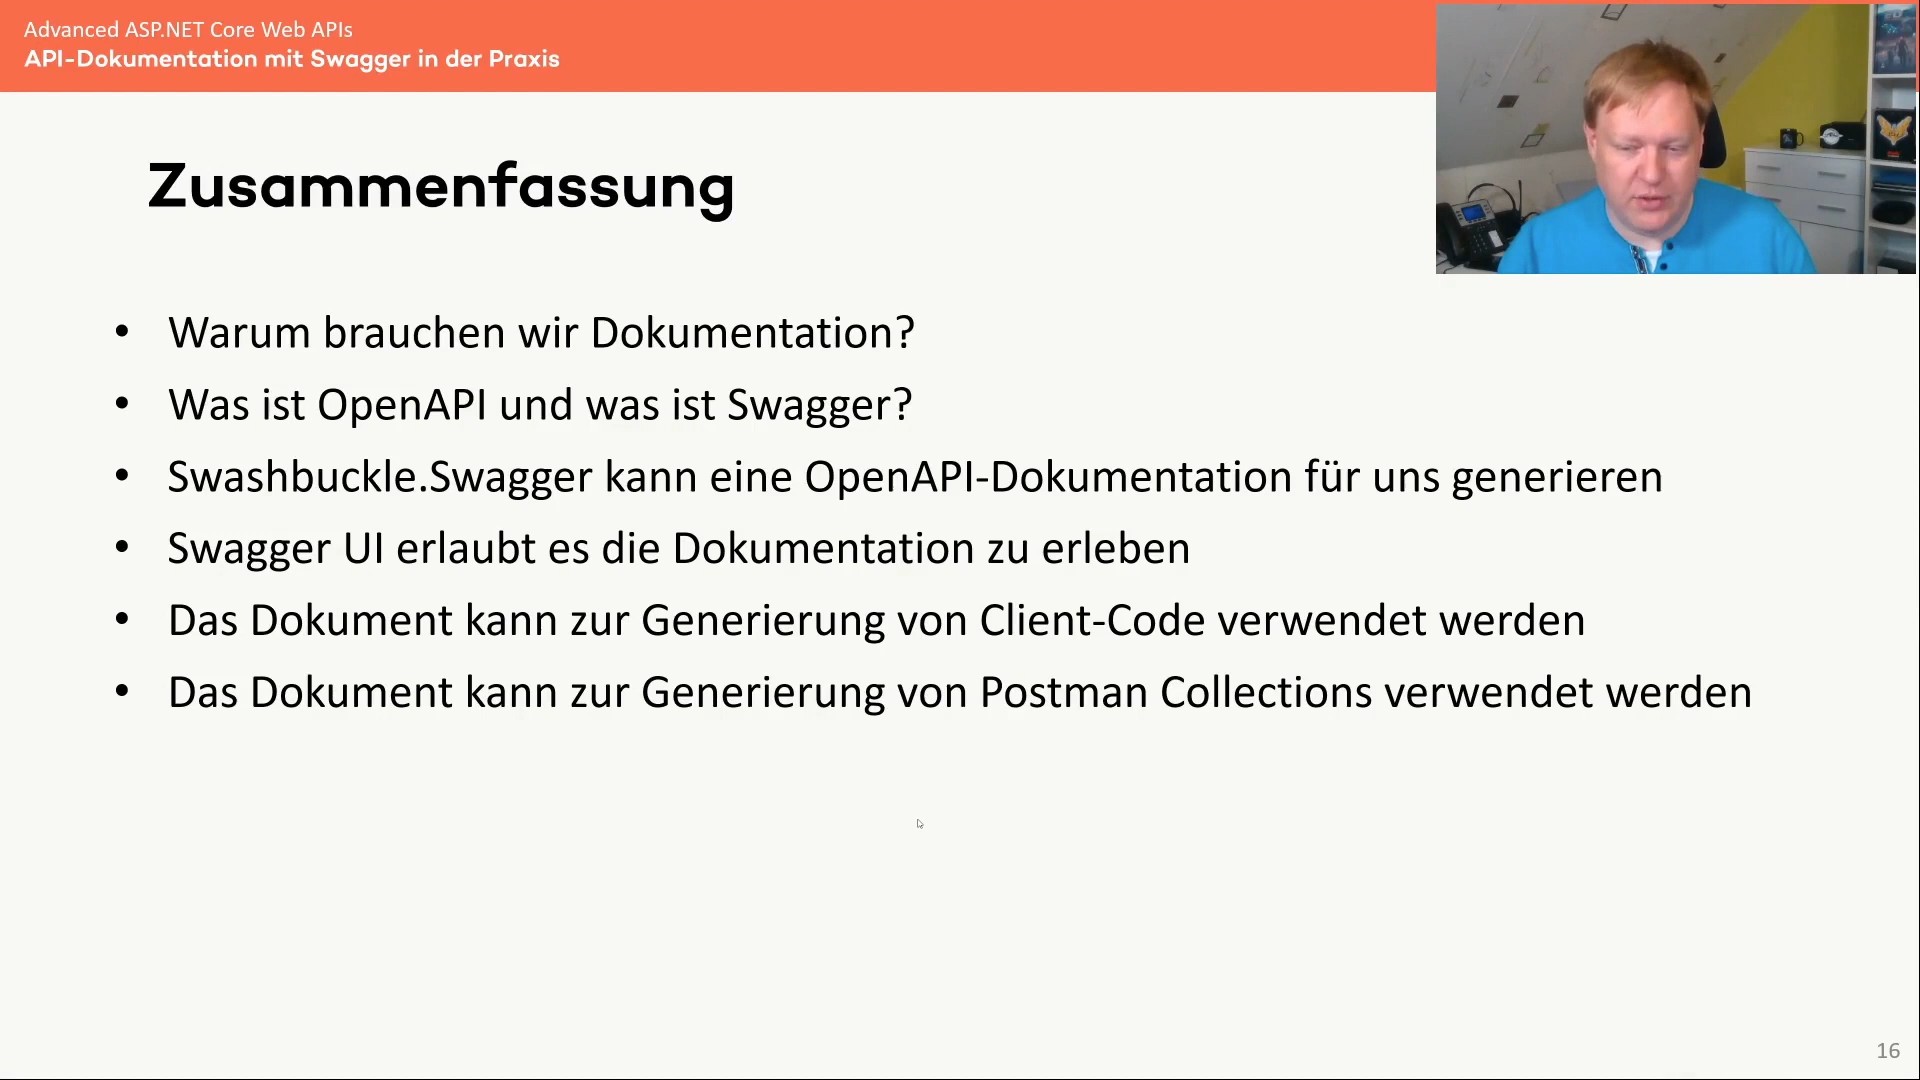 Advanced ASP.NET Core Web APIs
API-Dokumentation mit Swagger in der Praxis
Zusammenfassung
• Warum brauchen wir Dokumentation?
• Was ist OpenAPI und was ist Swagger?
• Swashbuckle.Swagger kann eine OpenAPI-Dokumentation für uns generieren
• Swagger UI erlaubt es die Dokumentation zu erleben
• Das Dokument kann zur Generierung von Client-Code verwendet werden
• Das Dokument kann zur Generierung von Postman Collections verwendet werden
16